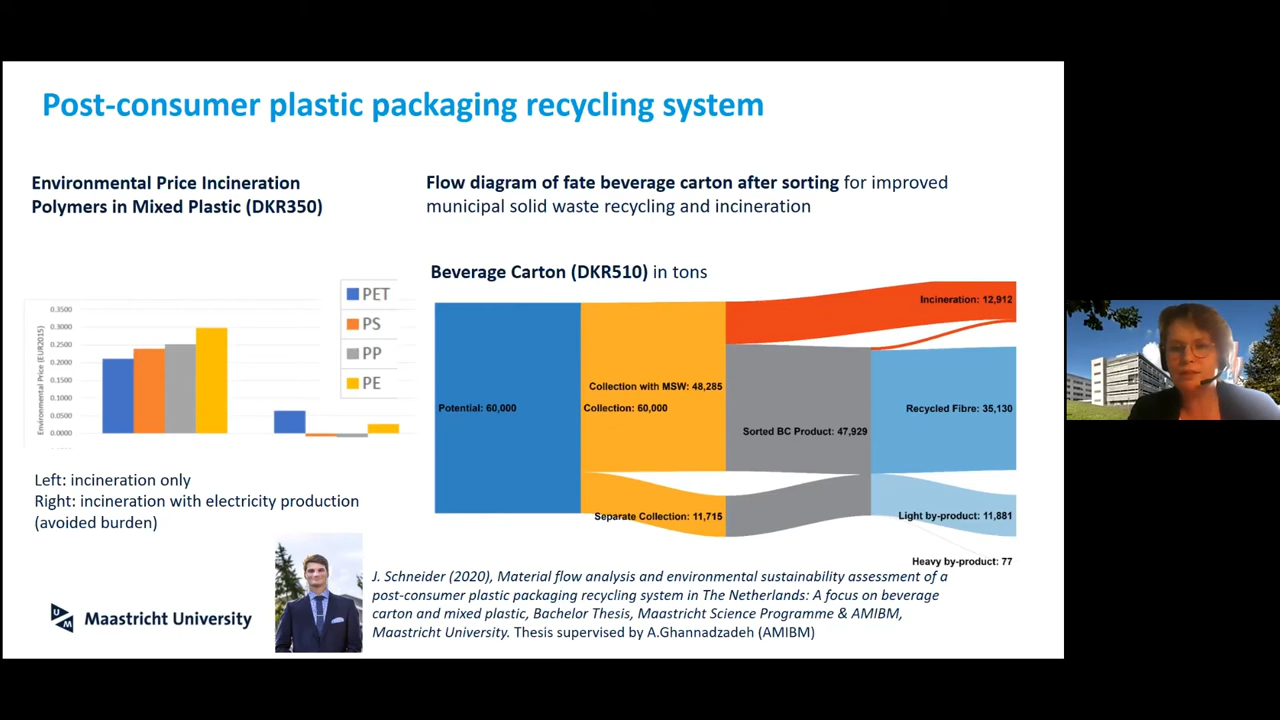 Post-consumer plastic packaging recycling system
Environmental Price Incineration
Polymers in Mixed Plastic (DKR350)
Flow diagram of fate beverage carton after sorting for improved
municipal solid waste recycling and incineration
Beverage Carton (DKR510) in tons
PET
PS
PP
PE
Environmental Price (EUR2015)
0.3500
0.3000
0.2500
0.2000
0.1500
0.1000
0.0500
0.0000
Incineration: 12,912
Collection with MSW: 48,285
Potential: 60,000
Collection: 60,000
Recycled Fibre: 35,130
Sorted BC Product: 47,929
Separate Collection: 11,715
Light by-product: 11,881
Heavy by-product: 77
Left: incineration only
Right: incineration with electricity production
(avoided burden)
J. Schneider (2020), Material flow analysis and environmental sustainability assessment of a
post-consumer plastic packaging recycling system in The Netherlands: A focus on beverage
carton and mixed plastic, Bachelor Thesis, Maastricht Science Programme & AMIBM,
Maastricht University. Thesis supervised by A.Ghannadzadeh (AMIBM)
UM Maastricht University